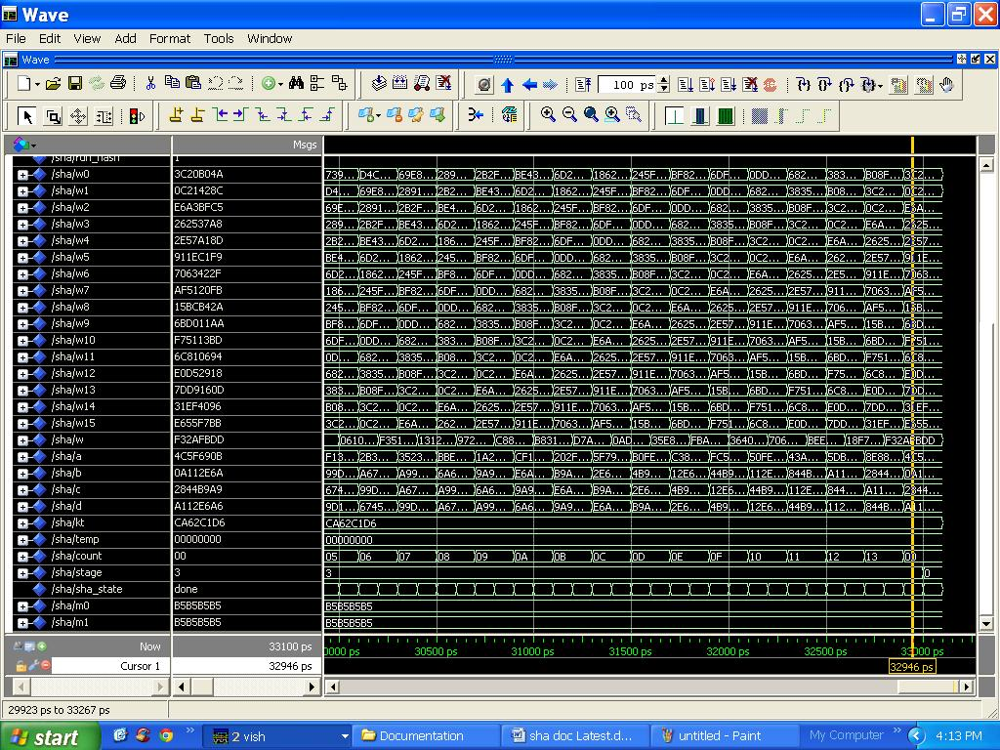 Wave
File Edit View Add Format Tools Window
Wave
100 ps
Msgs
/sha/run_hash 1
/sha/w0 3C20B04A 739... D4C... 69E8... 289... 2B2F... BE43... 6D2... 1862... 245F... BF82... 6DF... 0DD... 682... 383... B08F... 3C2...
/sha/w1 0C21428C D4... 69E8... 2891... 2B2... BE43... 6D2... 1862... 245F... BF82... 6DF... 0DD... 682... 3835... B08F... 3C2... 0C2...
/sha/w2 E6A3BFC5 69E... 2891... 2B2F... BE4... 6D2... 1862... 245F... BF82... 6DF... 0DD... 682... 3835... B08F... 3C2... 0C2... E6A...
/sha/w3 262537A8 289... 2B2F... BE43... 6D2... 1862... 245F... BF82... 6DF... 0DD... 682... 3835... B08F... 3C2... 0C2... E6A... 2625...
/sha/w4 2E57A18D 2B2... BE43... 6D2... 186... 245F... BF82... 6DF... 0DD... 682... 3835... B08F... 3C2... 0C2... E6A... 2625... 2E57...
/sha/w5 911EC1F9 BE4... 6D2... 1862... 245... BF82... 6DF... 0DD... 682... 3835... B08F... 3C2... 0C2... E6A... 262... 2E57... 911E...
/sha/w6 7063422F 6D2... 1862... 245F... BF8... 6DF... 0DD... 682... 3835... B08F... 3C2... 0C2... E6A... 2625... 2E5... 911E... 7063...
/sha/w7 AF5120FB 186... 245F... BF82... 6DF... 0DD... 682... 3835... B08F... 3C2... 0C2... E6A... 2625... 2E57... 911... 7063... AF5...
/sha/w8 15BCB42A 245... BF82... 6DF... 0DD... 682... 3835... B08F... 3C2... 0C2... E6A... 2625... 2E57... 911E... 706... AF5... 15B...
/sha/w9 6BD011AA BF8... 6DF... 0DD... 682... 3835... B08F... 3C2... 0C2... E6A... 2625... 2E57... 911E... 7063... AF5... 15B... 6BD...
/sha/w10 F75113BD 6DF... 0DD... 682... 383... B08F... 3C2... 0C2... E6A... 2625... 2E57... 911E... 7063... AF5... 15B... 6BD... F751...
/sha/w11 6C810694 0D... 682... 3835... B08... 3C2... 0C2... E6A... 2625... 2E57... 911E... 7063... AF5... 15B... 6BD... F751... 6C8...
/sha/w12 E0D52918 682... 3835... B08F... 3C2... 0C2... E6A... 2625... 2E57... 911E... 7063... AF5... 15B... 6BD... F75... 6C8... E0D...
/sha/w13 7DD9160D 383... B08F... 3C2... 0C2... E6A... 2625... 2E57... 911E... 7063... AF5... 15B... 6BD... F751... 6C8... E0D... 7DD...
/sha/w14 31EF4096 B08... 3C2... 0C2... E6A... 2625... 2E57... 911E... 7063... AF5... 15B... 6BD... F751... 6C8... E0D... 7DD... 31EF...
/sha/w15 E655F7BB 3C2... 0C2... E6A... 262... 2E57... 911E... 7063... AF5... 15B... 6BD... F751... 6C8... E0D... 7DD... 31EF... E655...
/sha/w F32AFBDD 0610... F351... 1312... 972... C88... B831... D7A... 0AD... 35E8... FBA... 3640... 706... BEE... 18F7... F32AFBDD
/sha/a 4C5F690B F13... 2B3... 3523... BBE... 1A2... CF1... 202F... 5F79... B0FE... C38... FC5... 50FE... 43A... 5DB... 8E88... 4C5...
/sha/b 0A112E6A 99D... A67... A99... 6A6... 9A9... E6A... B9A... 2E6... 4B9... 12E6... 44B9... 112E... 844B... A11... 2844... 0A1...
/sha/c 2844B9A9 674... 99D... A67... A99... 6A6... 9A9... E6A... B9A... 2E6... 4B9... 12E6... 44B9... 112E... 844... A11... 2844...
/sha/d A112E6A6 9D1... 6745... 99D... A67... A99... 6A6... 9A9... E6A... B9A... 2E6... 4B9... 12E6... 44B9... 112... 844B... A11...
/sha/kt CA62C1D6 CA62C1D6
/sha/temp 00000000 00000000
/sha/count 00 05 06 07 08 09 0A 0B 0C 0D 0E 0F 10 11 12 13 00
/sha/stage 3 3 0
/sha/sha_state done
/sha/m0 B5B5B5B5 B5B5B5B5
/sha/m1 B5B5B5B5 B5B5B5B5
Now 33100 ps 0000 ps 30500 ps 31000 ps 31500 ps 32000 ps 32500 ps 33000 ps
Cursor 1 32946 ps 32946 ps
29923 ps to 33267 ps
start 2 vish Documentation sha doc Latest.d... untitled - Paint My Computer 4:13 PM